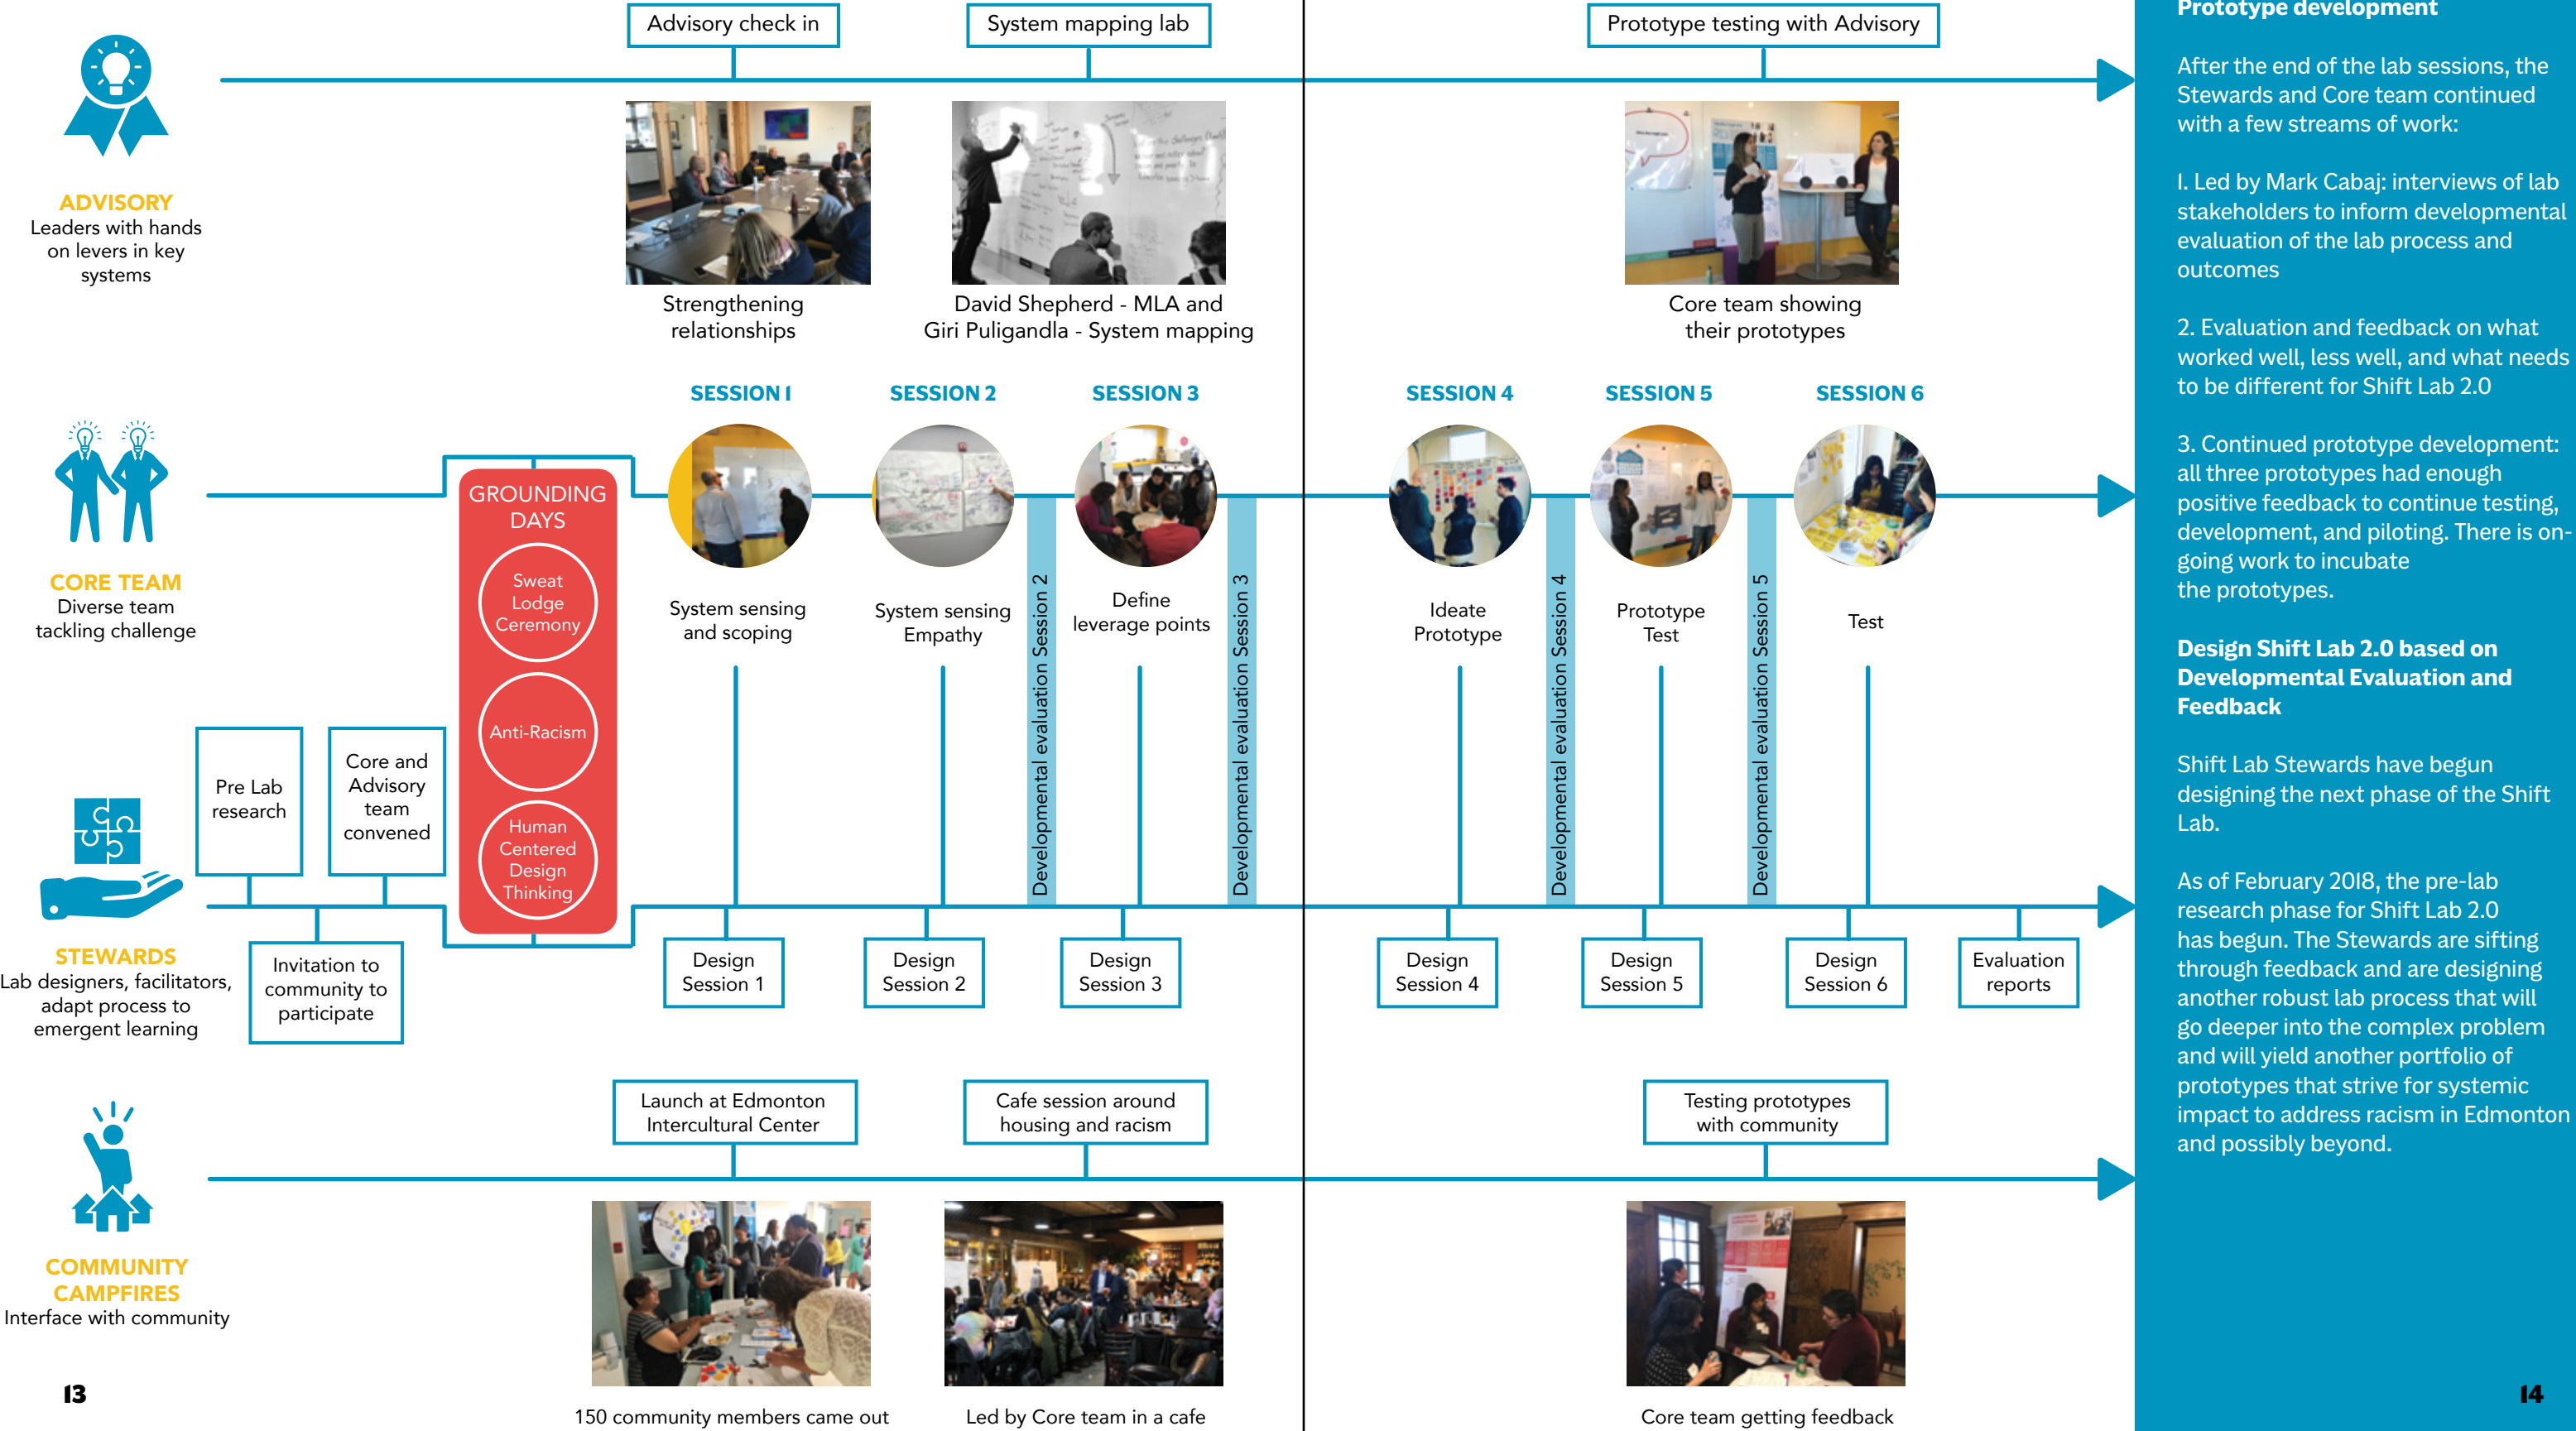 Advisory check in
System mapping lab
Prototype testing with Advisory
ADVISORY
Leaders with hands
on levers in key
systems
Strengthening
relationships
David Shepherd - MLA and
Giri Puligandla - System mapping
Core team showing
their prototypes
SESSION 1
SESSION 2
SESSION 3
SESSION 4
SESSION 5
SESSION 6
CORE TEAM
Diverse team
tackling challenge
GROUNDING
DAYS
Sweat
Lodge
Ceremony
Anti-Racism
Human
Centered
Design
Thinking
System sensing
and scoping
System sensing
Empathy
Developmental evaluation Session 2
Define
leverage points
Developmental evaluation Session 3
Ideate
Prototype
Developmental evaluation Session 4
Prototype
Test
Developmental evaluation Session 5
Test
Pre Lab
research
Core and
Advisory
team
convened
STEWARDS
Lab designers, facilitators,
adapt process to
emergent learning
Invitation to
community to
participate
Design
Session 1
Design
Session 2
Design
Session 3
Design
Session 4
Design
Session 5
Design
Session 6
Evaluation
reports
Launch at Edmonton
Intercultural Center
Cafe session around
housing and racism
Testing prototypes
with community
COMMUNITY
CAMPFIRES
Interface with community
150 community members came out
Led by Core team in a cafe
Core team getting feedback
13
Prototype development
After the end of the lab sessions, the
Stewards and Core team continued
with a few streams of work:
1. Led by Mark Cabaj: interviews of lab
stakeholders to inform developmental
evaluation of the lab process and
outcomes
2. Evaluation and feedback on what
worked well, less well, and what needs
to be different for Shift Lab 2.0
3. Continued prototype development:
all three prototypes had enough
positive feedback to continue testing,
development, and piloting. There is on-
going work to incubate
the prototypes.
Design Shift Lab 2.0 based on
Developmental Evaluation and
Feedback
Shift Lab Stewards have begun
designing the next phase of the Shift
Lab.
As of February 2018, the pre-lab
research phase for Shift Lab 2.0
has begun. The Stewards are sifting
through feedback and are designing
another robust lab process that will
go deeper into the complex problem
and will yield another portfolio of
prototypes that strive for systemic
impact to address racism in Edmonton
and possibly beyond.
14